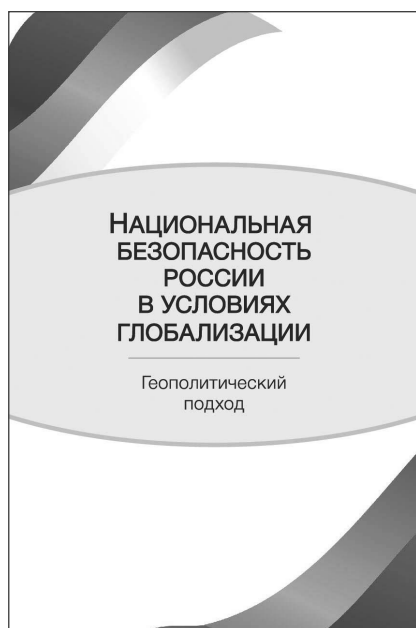 НАЦИОНАЛЬНАЯ
БЕЗОПАСНОСТЬ
РОССИИ
В УСЛОВИЯХ
ГЛОБАЛИЗАЦИИ
Геополитический
подход